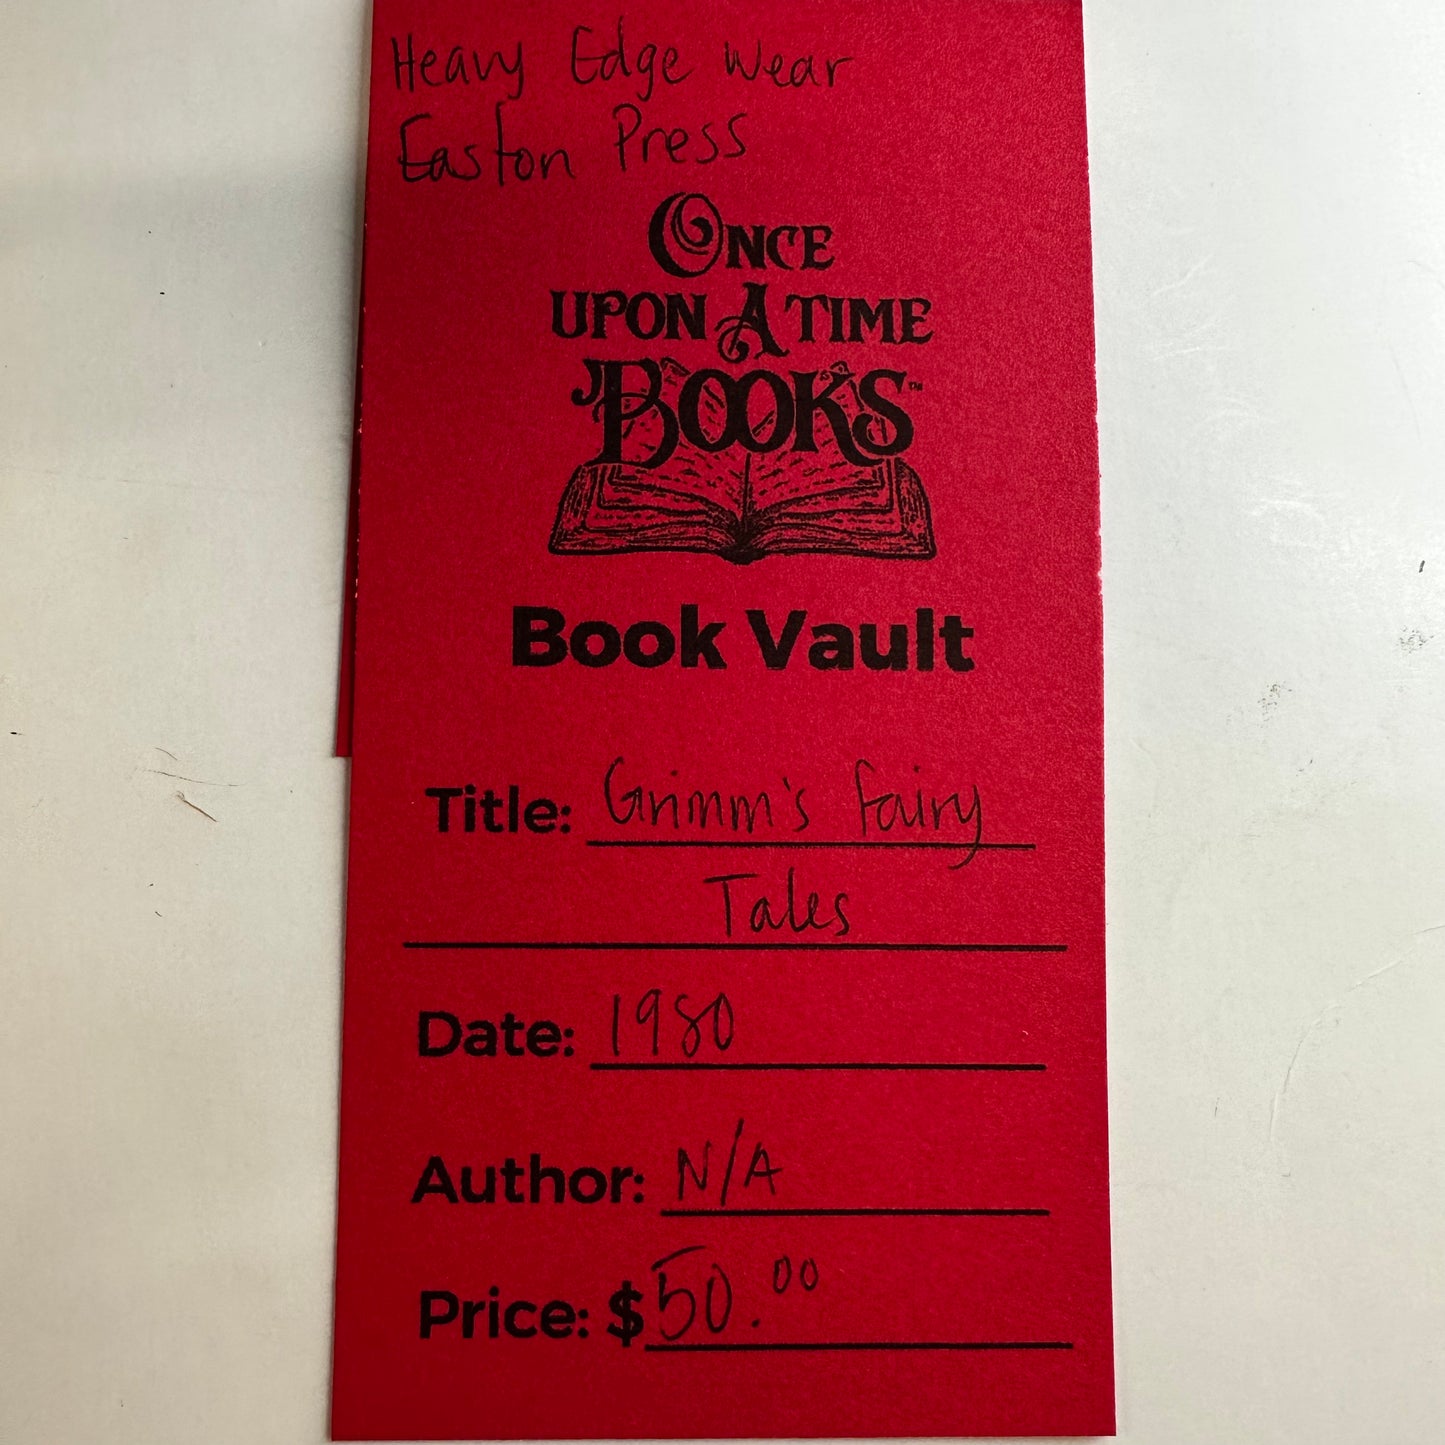 Heavy Edge Wear
Easton Press
ONCE
UPON A TIME
BOOKS™
Book Vault
Title: Grimm's Fairy
Tales
Date: 1980
Author: N/A
Price: $50.00